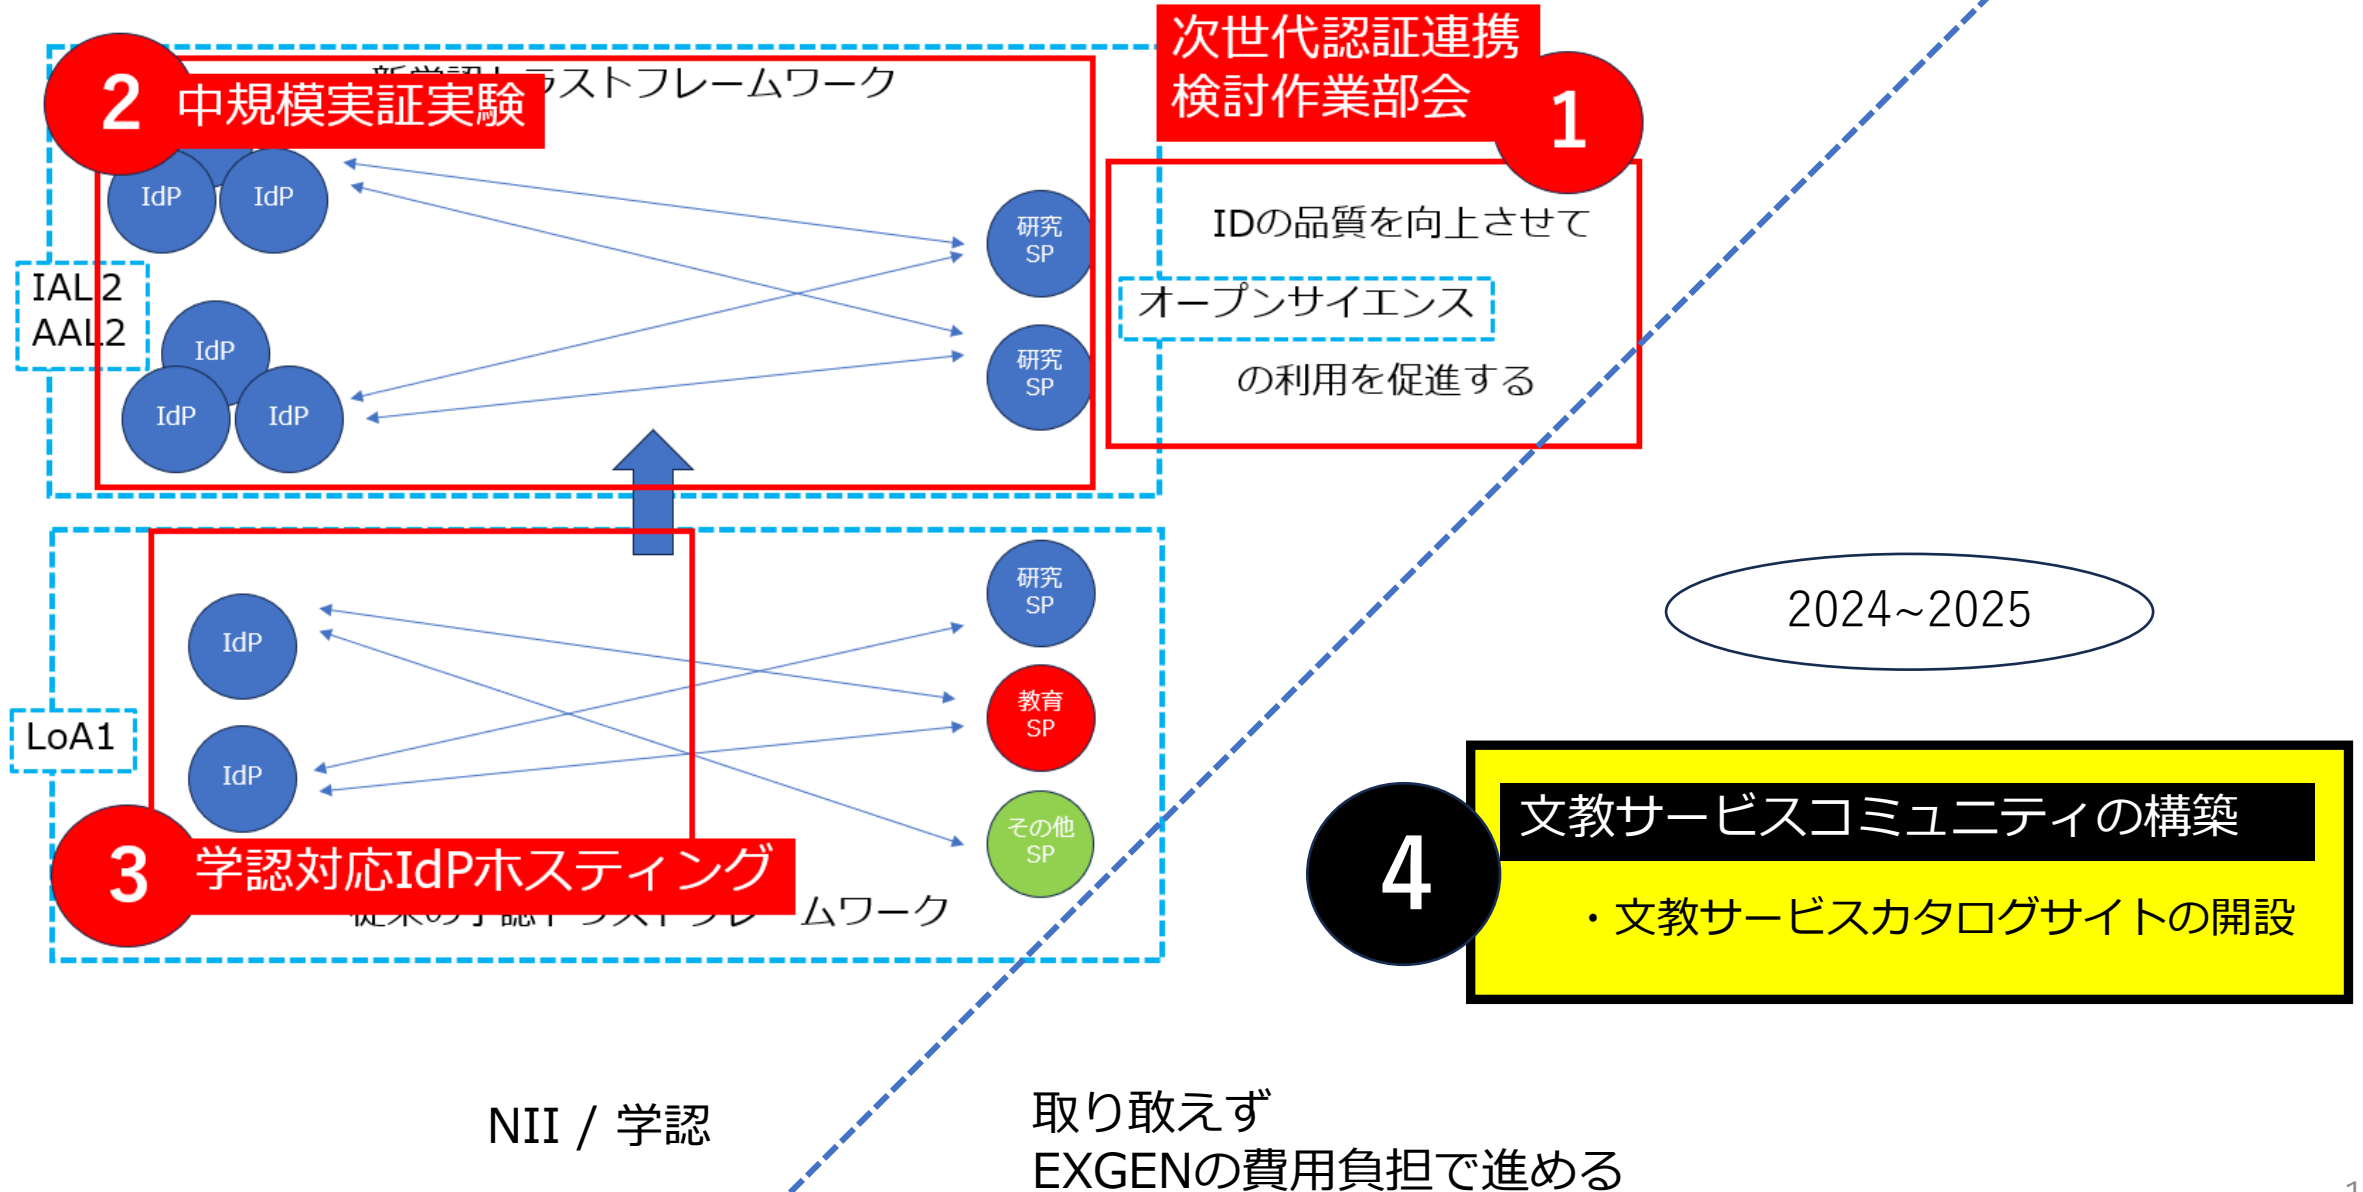 次世代認証連携
検討作業部会
1
2
中規模実証実験
ラストフレームワーク
IdP
IdP
研究
SP
IDの品質を向上させて
IAL2
AAL2
オープンサイエンス
IdP
IdP
IdP
研究
SP
の利用を促進する
研究
SP
IdP
2024~2025
教育
SP
LoA1
IdP
その他
SP
3
学認対応IdPホスティング
ムワーク
4
文教サービスコミュニティの構築
・文教サービスカタログサイトの開設
NII / 学認
取り敢えず
EXGENの費用負担で進める